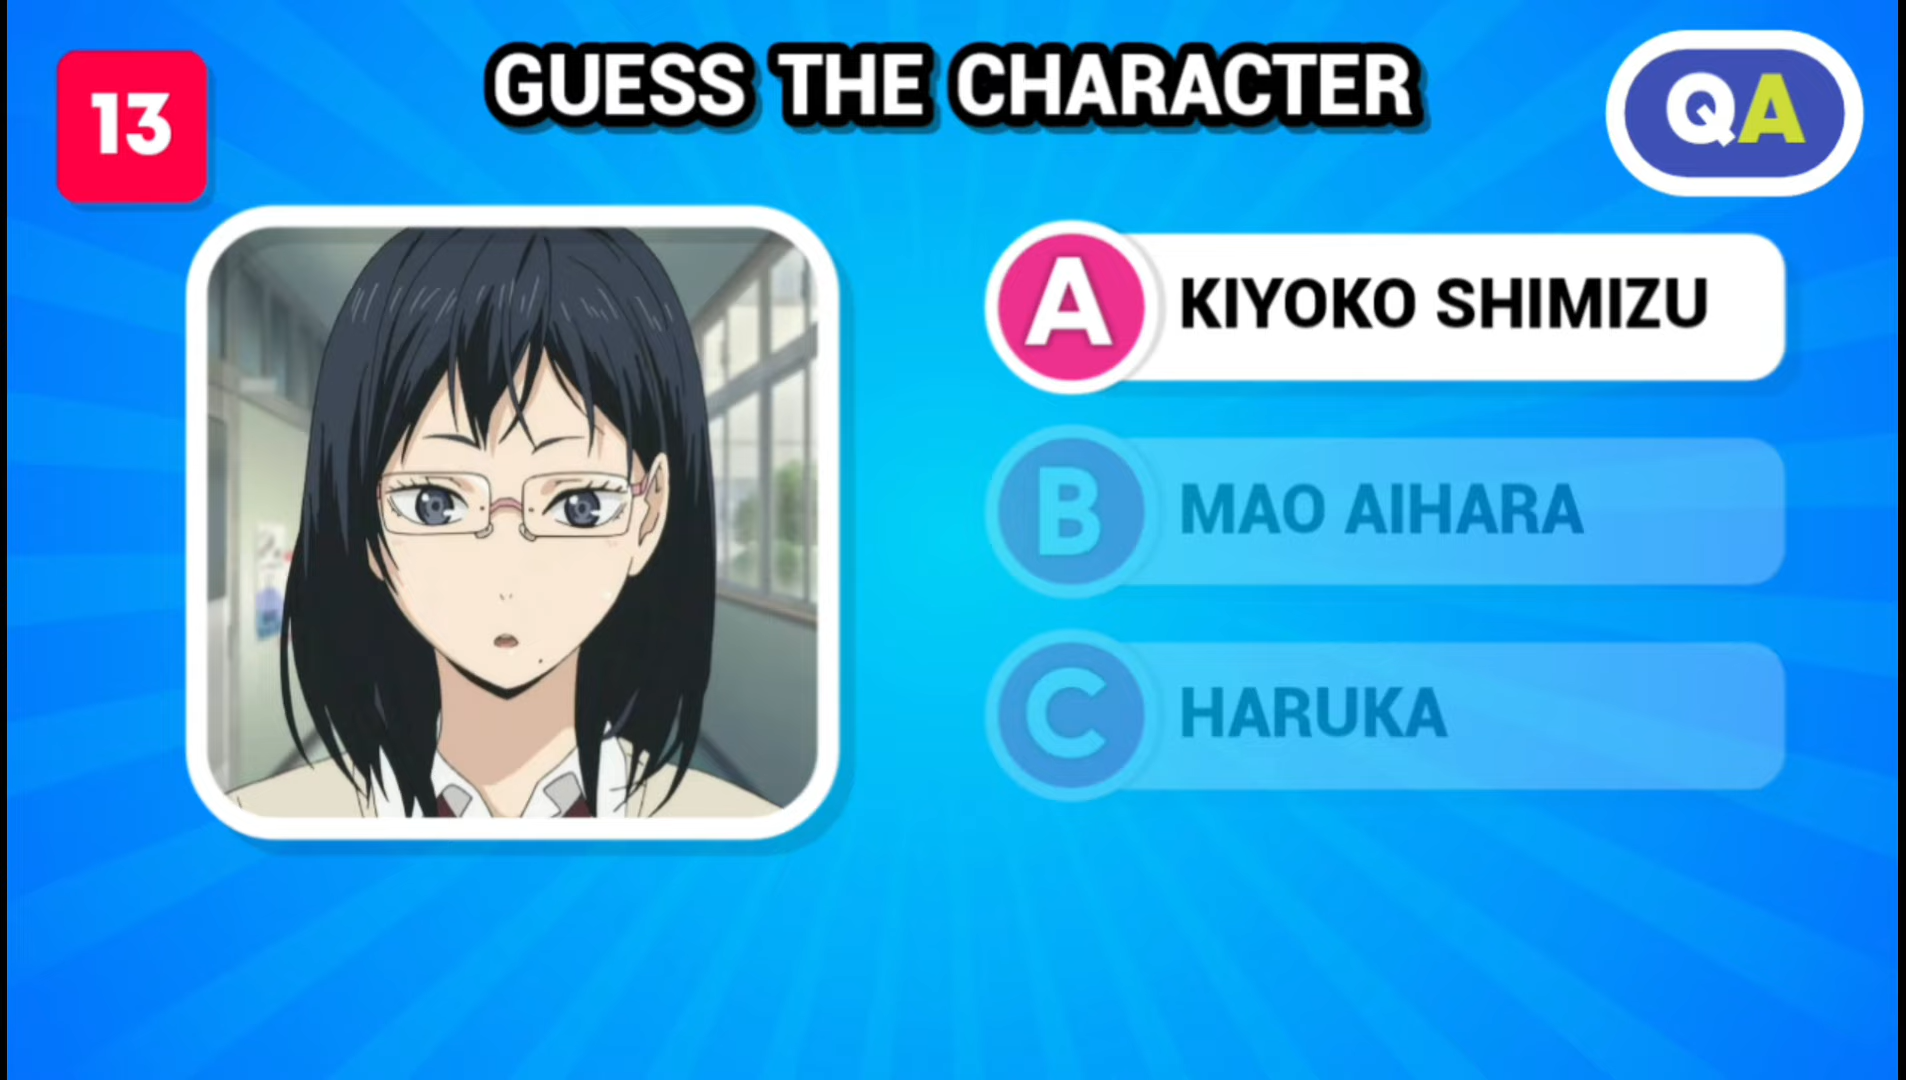 13
GUESS THE CHARACTER
QA
A KIYOKO SHIMIZU
B MAO AIHARA
C HARUKA